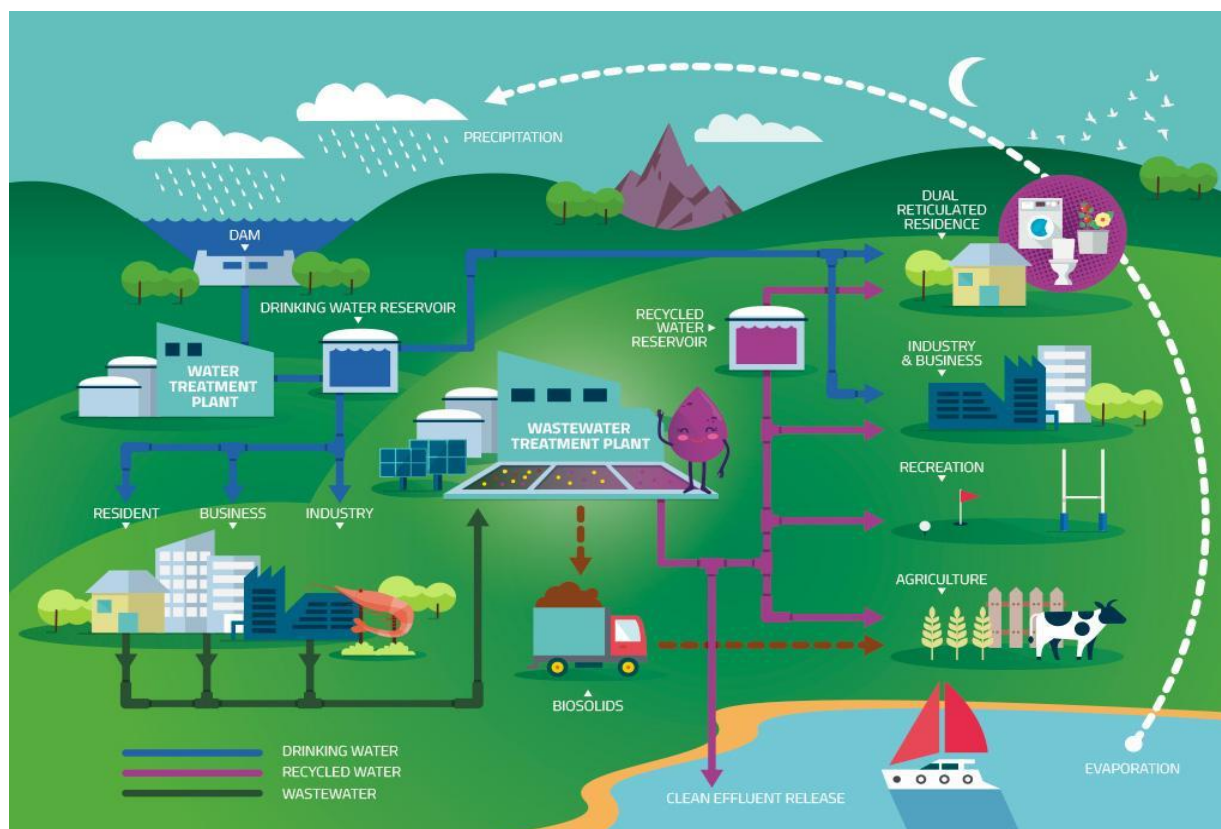 PRECIPITATION
DAM
DUAL
RETICULATED
RESIDENCE
DRINKING WATER RESERVOIR
RECYCLED
WATER
RESERVOIR
INDUSTRY
& BUSINESS
WATER
TREATMENT
PLANT
WASTEWATER
TREATMENT PLANT
RECREATION
RESIDENT
BUSINESS
INDUSTRY
AGRICULTURE
BIOSOLIDS
DRINKING WATER
RECYCLED WATER
WASTEWATER
CLEAN EFFLUENT RELEASE
EVAPORATION